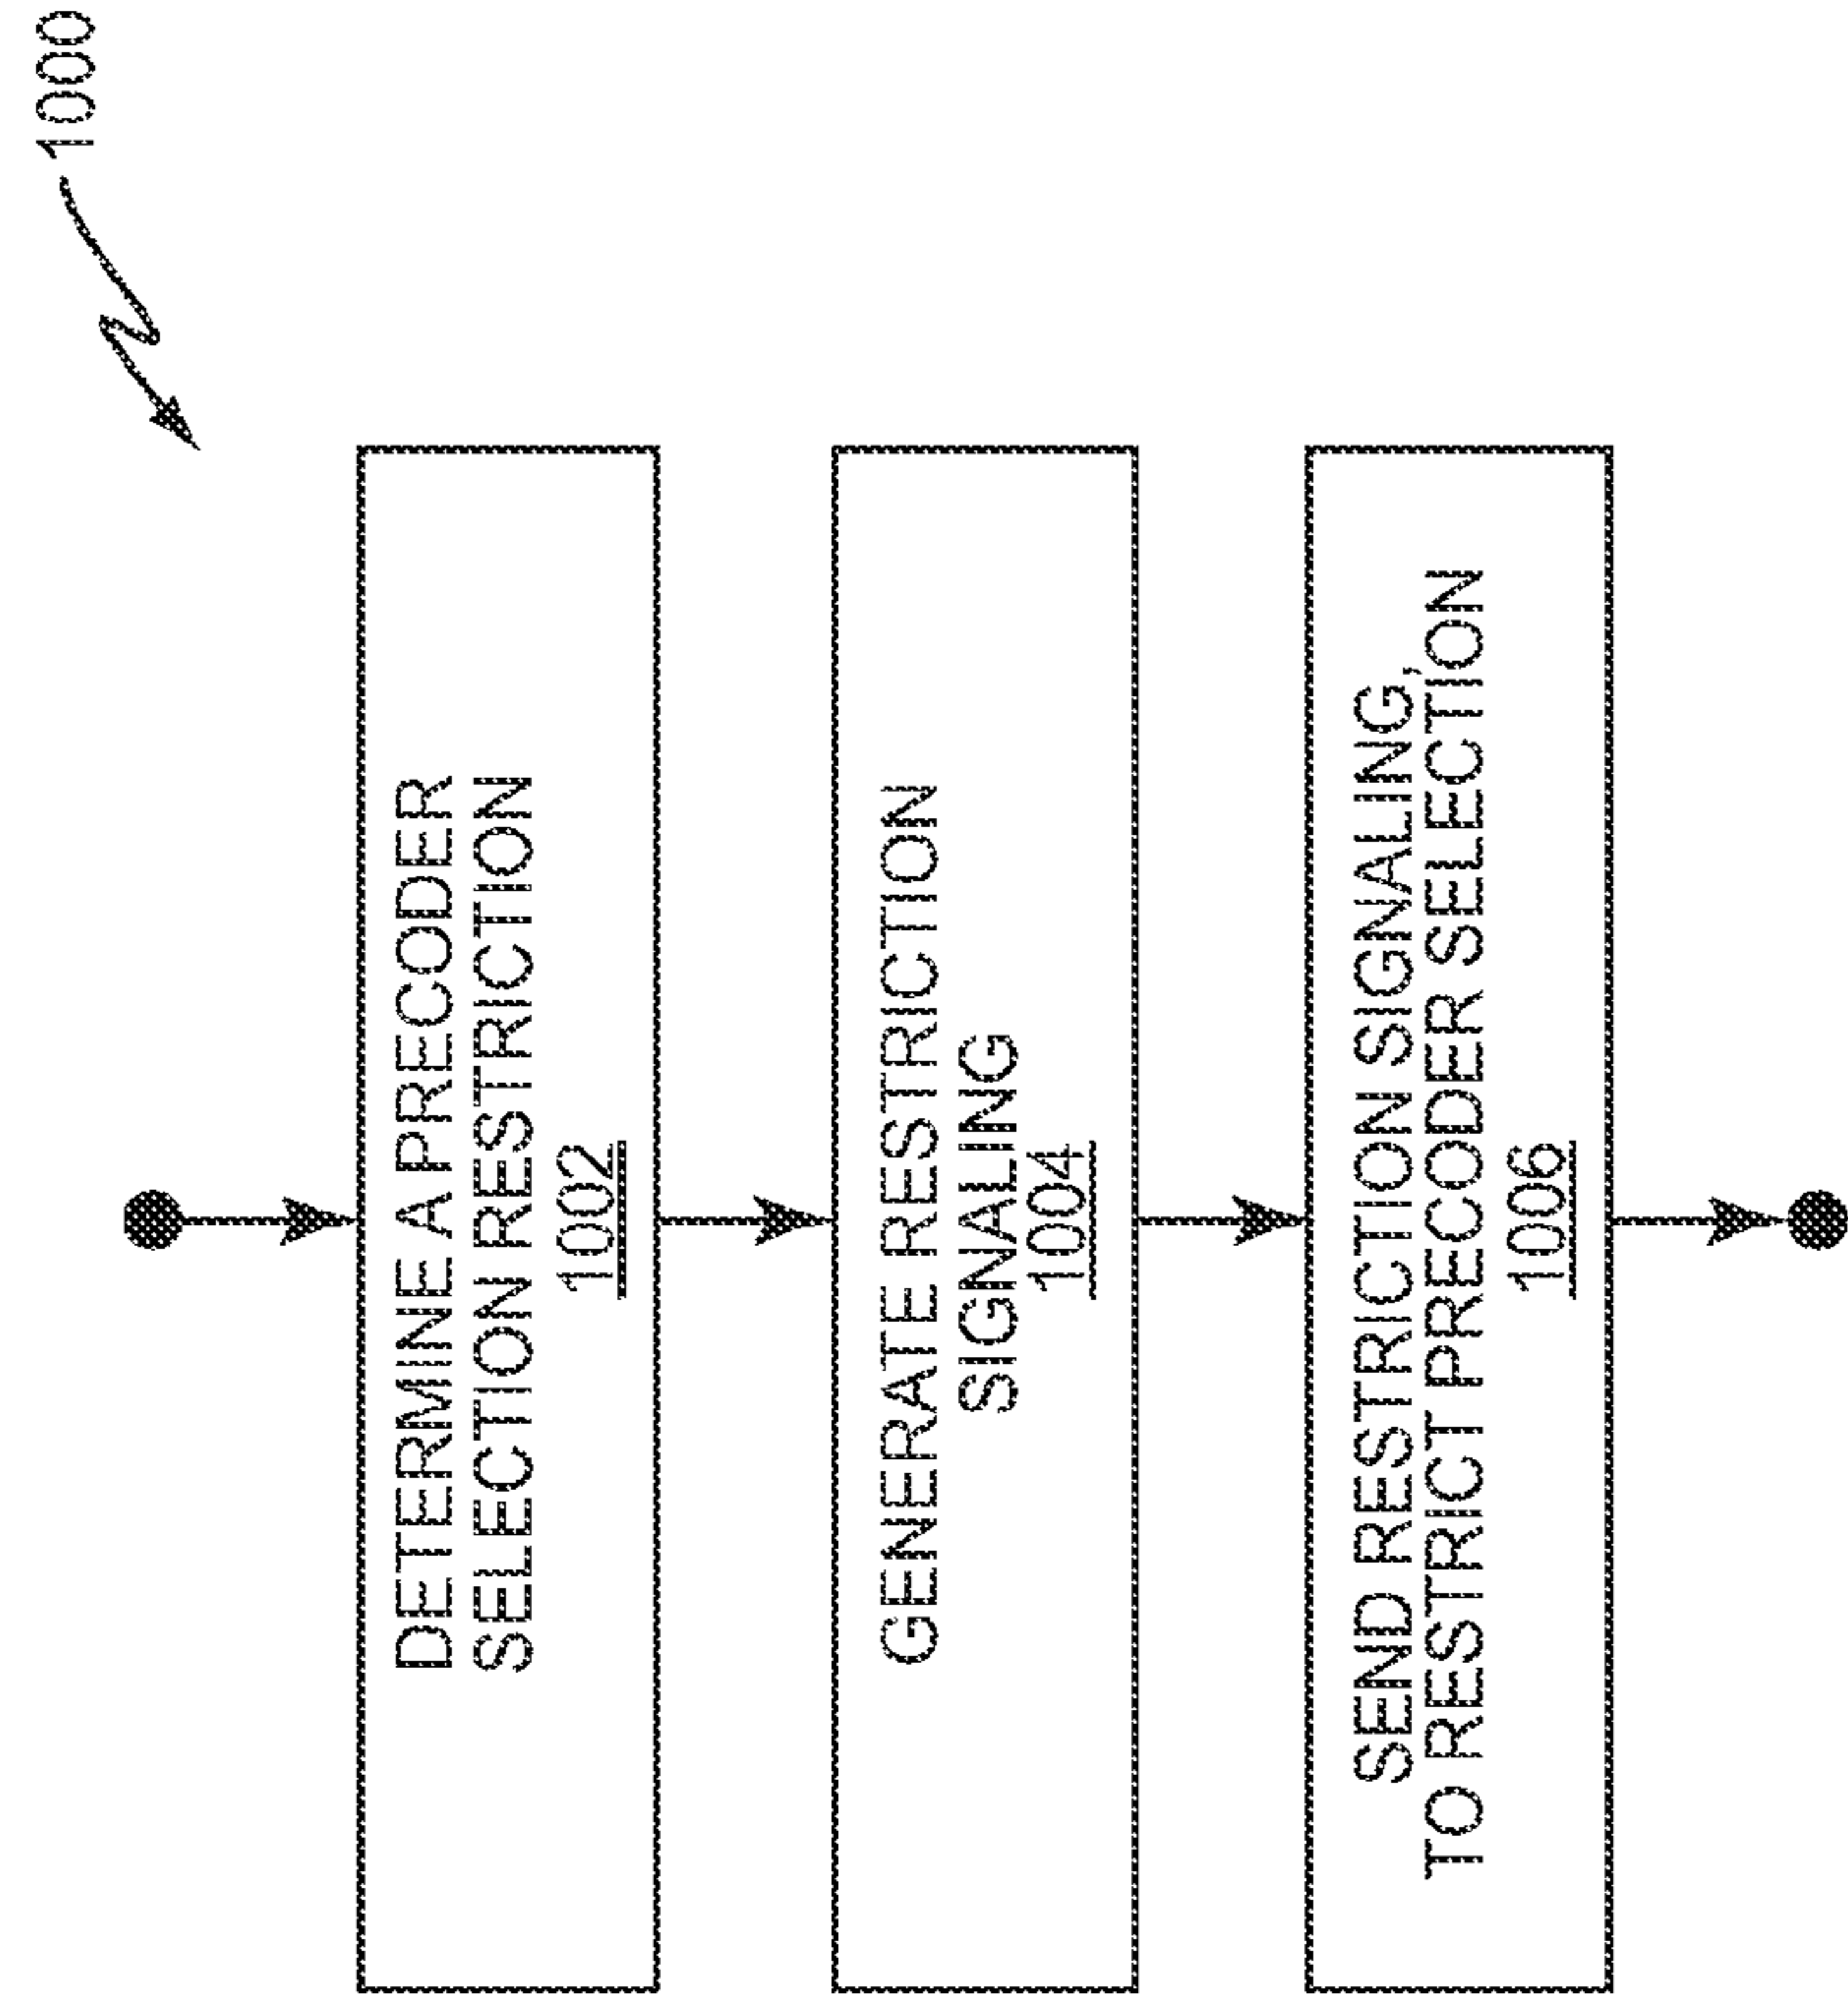 1000
DETERMINE A PRECODER
SELECTION RESTRICTION
1002
GENERATE RESTRICTION
SIGNALING
1004
SEND RESTRICTION SIGNALING,
TO RESTRICT PRECODER SELECTION
1006